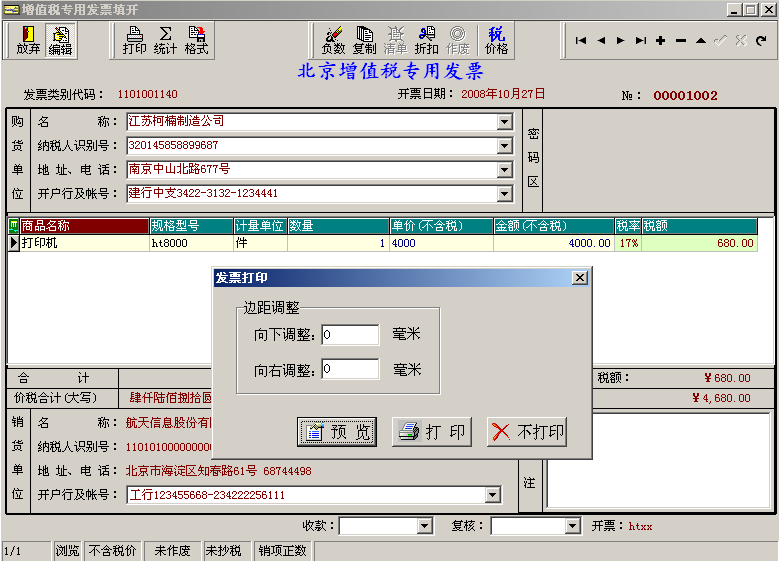 增值税专用发票填开
放弃 编辑 打印 统计 格式 负数 复制 清单 折扣 作废 税 价格
北京增值税专用发票
发票类别代码： 1101001140 开票日期： 2008年10月27日 №： 00001002
购货单位
名 称： 江苏柯楠制造公司
纳税人识别号： 320145858899687
地 址、电 话： 南京中山北路677号
开户行及帐号： 建行中支3422-3132-1234441
密码区
商品名称 规格型号 计量单位 数量 单价(不含税) 金额(不含税) 税率 税额
打印机 ht8000 件 1 4000 4000.00 17% 680.00
发票打印
边距调整
向下调整： 0 毫米
向右调整： 0 毫米
预 览 打 印 不打印
合 计 税额： ￥680.00
价税合计(大写) 肆仟陆佰捌拾圆 ￥4,680.00
销货单位
名 称： 航天信息股份有
纳税人识别号：
地 址、电 话： 北京市海淀区知春路61号 68744498
开户行及帐号： 工行123455668-234222256111
注
收款： 复核： 开票： htxx
1/1 浏览 不含税价 未作废 未抄税 销项正数